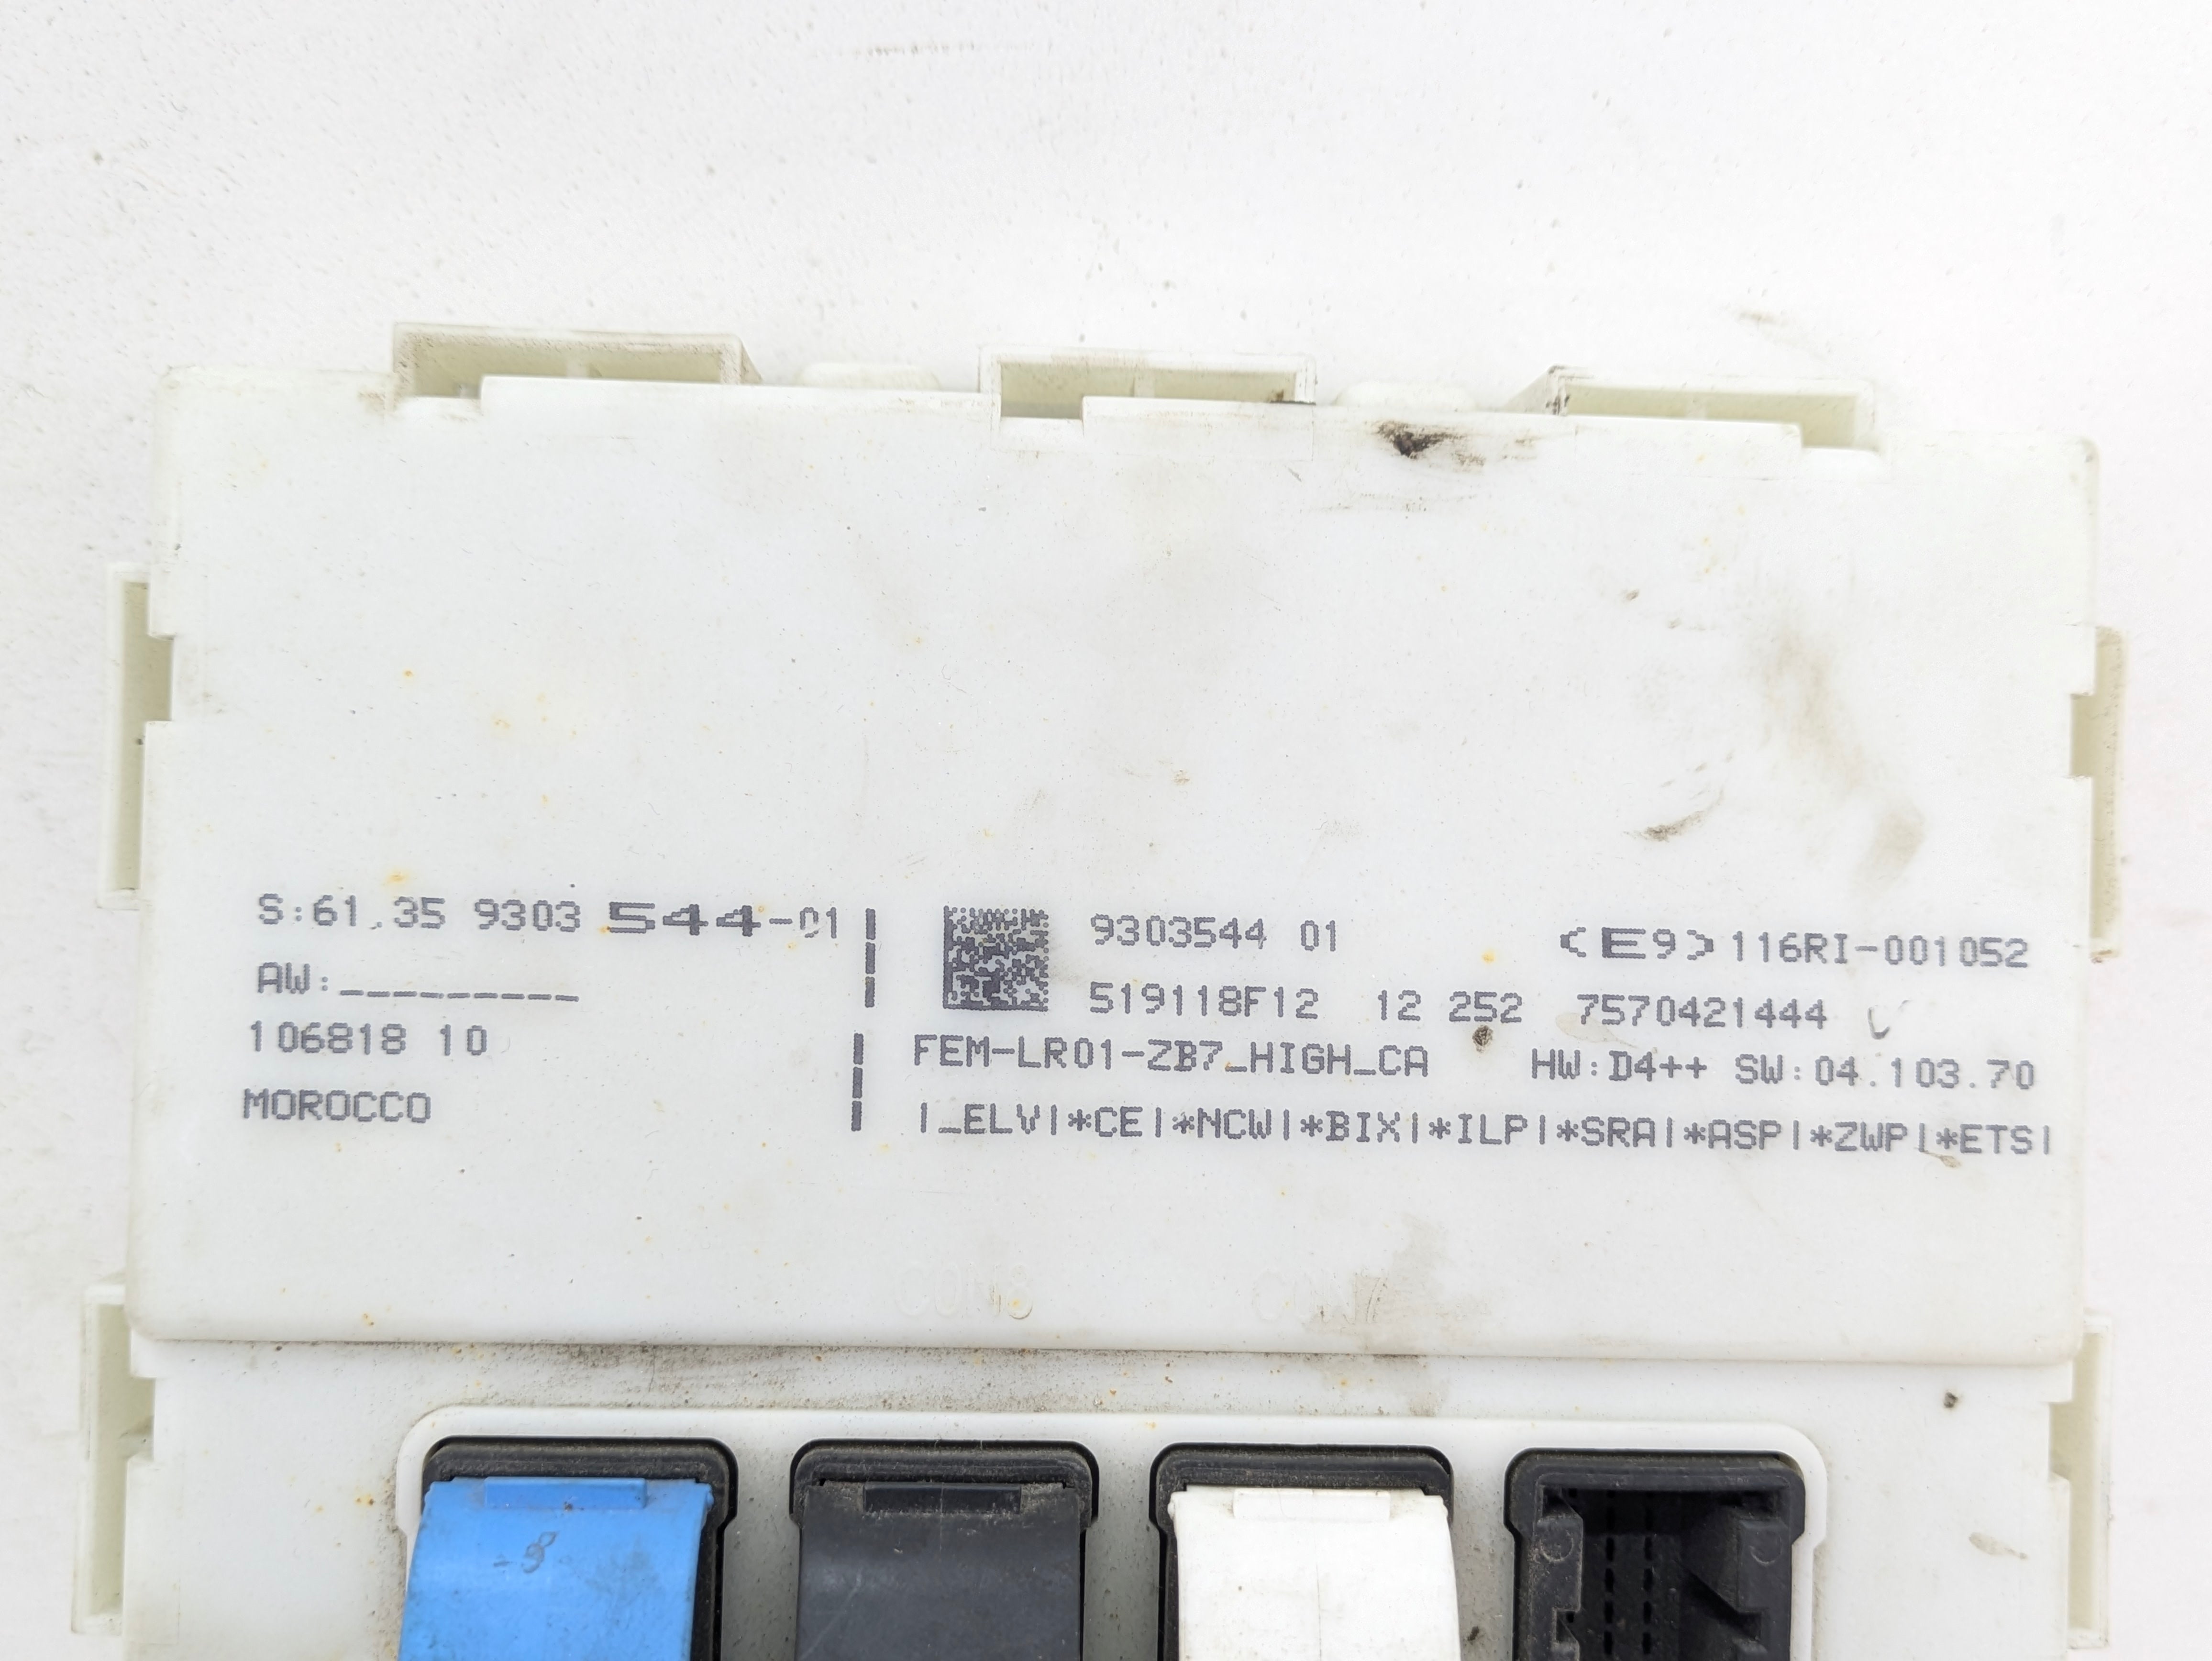 S:61.35 9303 544-01
AW:_________
106818 10
MOROCCO
9303544 01 <E9>116RI-001052
519118F12 12 252 7570421444
FEM-LR01-ZB7_HIGH_CA HW:D4++ SW:04.103.70
|_ELV|*CE|*NCW|*BIX|*ILP|*SRA|*ASP|*ZWP|*ETS|